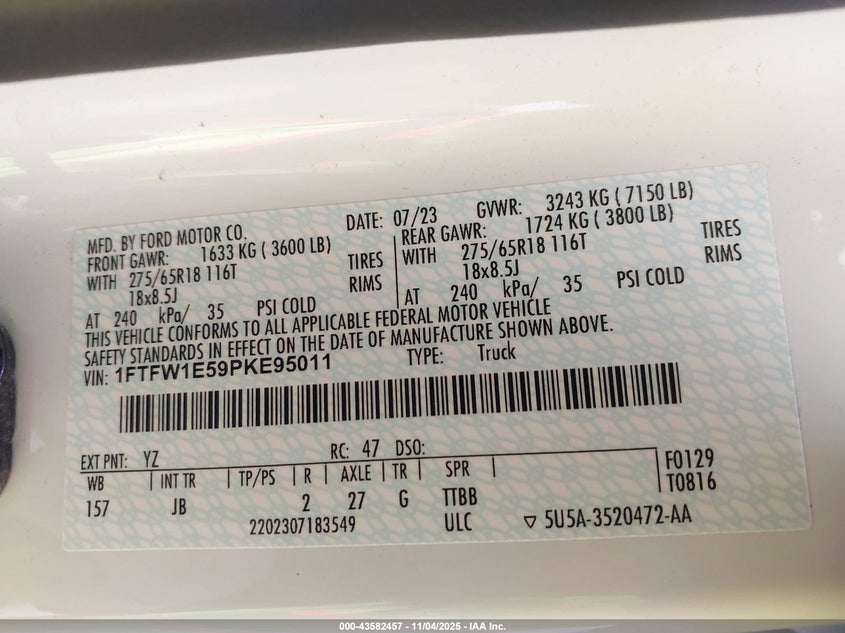 MFD. BY FORD MOTOR CO. DATE: 07/23 GVWR: 3243 KG ( 7150 LB)
FRONT GAWR: 1633 KG ( 3600 LB) REAR GAWR: 1724 KG ( 3800 LB)
WITH 275/65R18 116T TIRES WITH 275/65R18 116T TIRES
18x8.5J RIMS 18x8.5J RIMS
AT 240 kPa/ 35 PSI COLD AT 240 kPa/ 35 PSI COLD
THIS VEHICLE CONFORMS TO ALL APPLICABLE FEDERAL MOTOR VEHICLE
SAFETY STANDARDS IN EFFECT ON THE DATE OF MANUFACTURE SHOWN ABOVE.
VIN: 1FTFW1E59PKE95011 TYPE: Truck
EXT PNT: YZ RC: 47 DSO:
WB INT TR TP/PS R AXLE TR SPR F0129
157 JB 2 27 G TTBB T0816
2202307183549 ULC ▽ 5U5A-3520472-AA
000-43582457 - 11/04/2025 - IAA Inc.